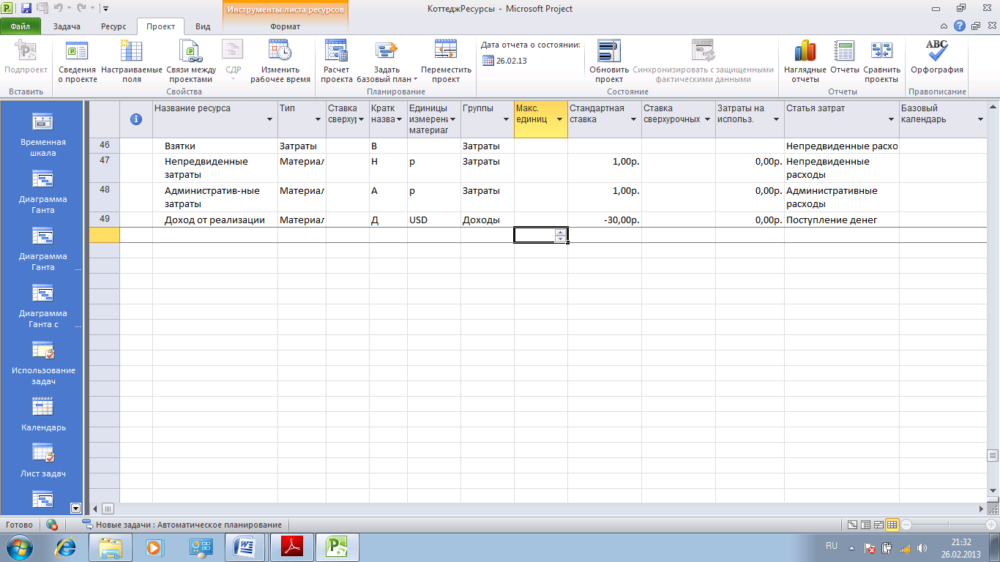 Инструменты листа ресурсов
КоттеджРесурсы - Microsoft Project
Файл Задача Ресурс Проект Вид Формат
Подпроект
Сведения о проекте
Настраиваемые поля
Связи между проектами
СДР
Изменить рабочее время
Расчет проекта
Задать базовый план
Переместить проект
Дата отчета о состоянии:
26.02.13
Обновить проект
Синхронизировать с защищенными фактическими данными
Наглядные отчеты
Отчеты
Сравнить проекты
ABC
Орфография
Вставить Свойства Планирование Состояние Отчеты Правописание
Название ресурса
Тип
Ставка сверхур
Кратк назва
Единицы измерени материал
Группы
Макс. единиц
Стандартная ставка
Ставка сверхурочных
Затраты на использ.
Статья затрат
Базовый календарь
46 Взятки Затраты В Затраты Непредвиденные расхо
47 Непредвиденные затраты Материал Н р Затраты 1,00р. 0,00р. Непредвиденные расходы
48 Административ-ные затраты Материал А р Затраты 1,00р. 0,00р. Административные расходы
49 Доход от реализации Материал Д USD Доходы -30,00р. 0,00р. Поступление денег
Временная шкала
Диаграмма Ганта
Диаграмма Ганта ...
Диаграмма Ганта с ...
Использование задач
Календарь
Лист задач
Готово
Новые задачи : Автоматическое планирование
RU
21:32
26.02.2013